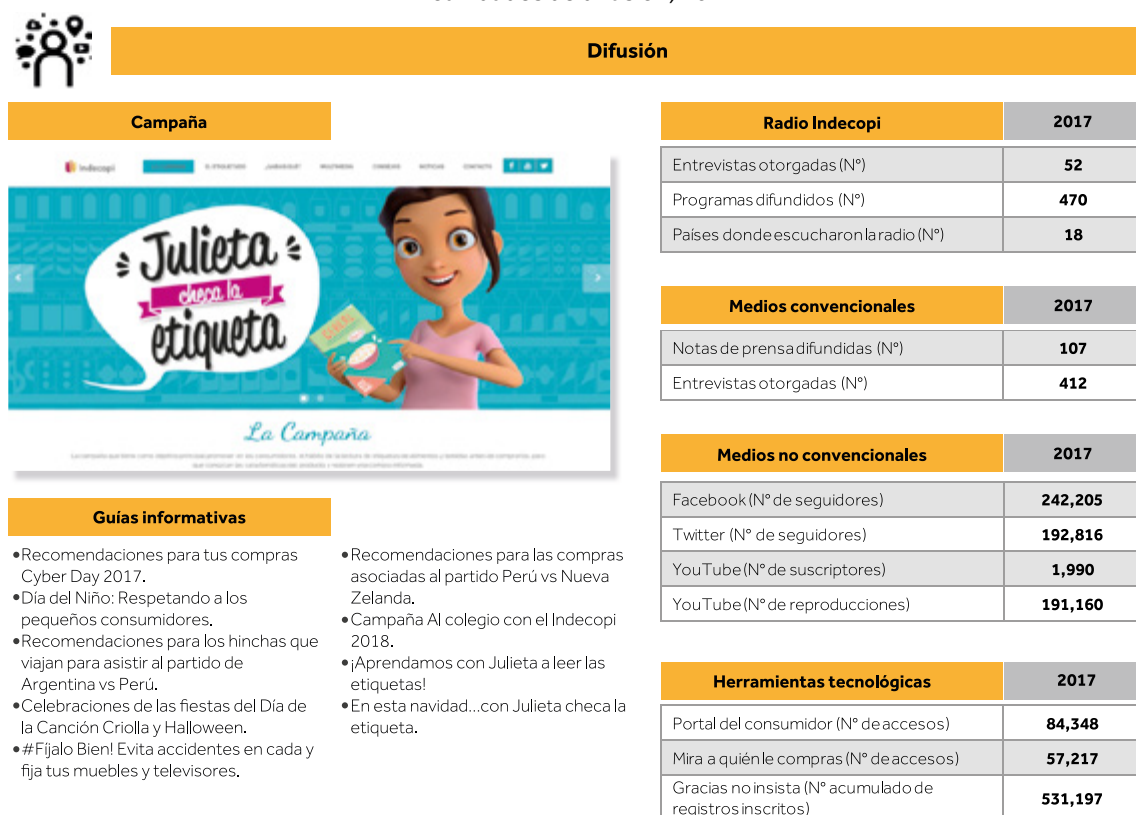 Difusión
Campaña
indecopi
EL ETIQUETADO
¿SABÍAS QUE?
MULTIMEDIA
CONSEJOS
NOTICIAS
CONTACTO
Julieta
checa la
etiqueta
La Campaña
Guías informativas
•Recomendaciones para tus compras
Cyber Day 2017.
•Día del Niño: Respetando a los
pequeños consumidores.
•Recomendaciones para los hinchas que
viajan para asistir al partido de
Argentina vs Perú.
•Celebraciones de las fiestas del Día de
la Canción Criolla y Halloween.
•#Fíjalo Bien! Evita accidentes en cada y
fija tus muebles y televisores.
•Recomendaciones para las compras
asociadas al partido Perú vs Nueva
Zelanda.
•Campaña Al colegio con el Indecopi
2018.
•¡Aprendamos con Julieta a leer las
etiquetas!
•En esta navidad...con Julieta checa la
etiqueta.
Radio Indecopi 2017
Entrevistas otorgadas (N°) 52
Programas difundidos (N°) 470
Países donde escucharon la radio (N°) 18
Medios convencionales 2017
Notas de prensa difundidas (N°) 107
Entrevistas otorgadas (N°) 412
Medios no convencionales 2017
Facebook (N° de seguidores) 242,205
Twitter (N° de seguidores) 192,816
YouTube (N° de suscriptores) 1,990
YouTube (N° de reproducciones) 191,160
Herramientas tecnológicas 2017
Portal del consumidor (N° de accesos) 84,348
Mira a quién le compras (N° de accesos) 57,217
Gracias no insista (N° acumulado de
registros inscritos) 531,197